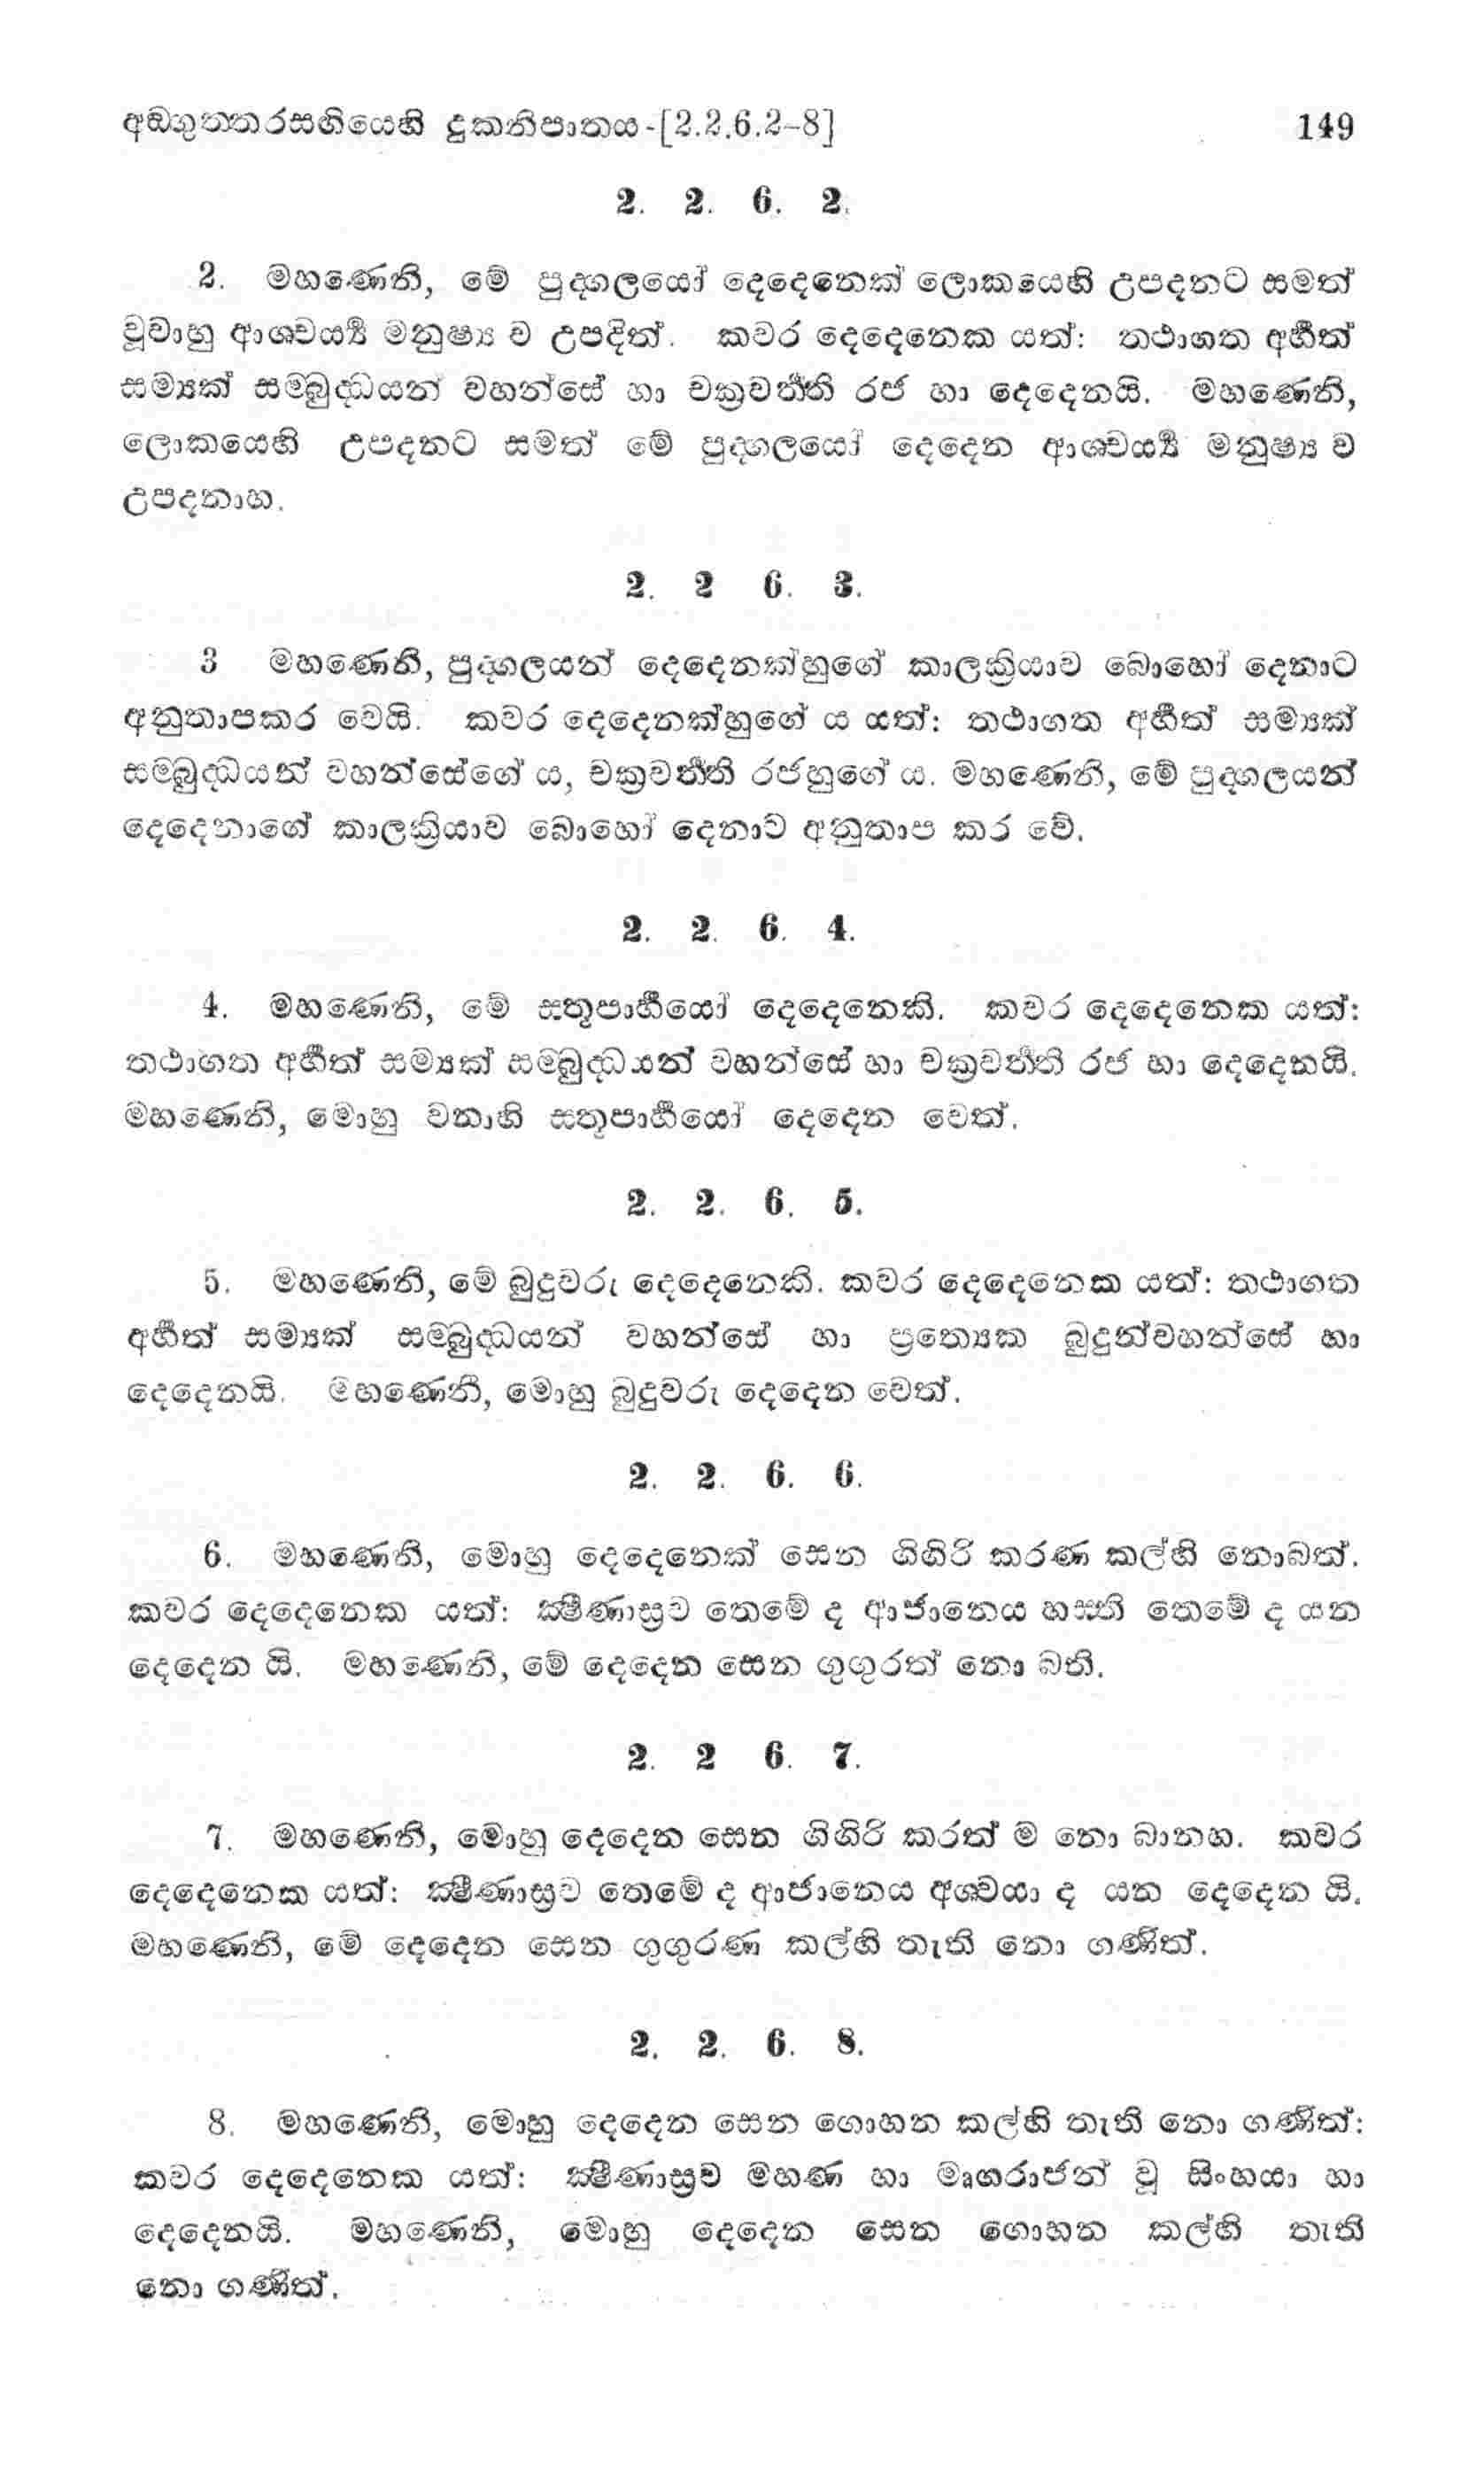 අඞ්ගුත්තරසඟියෙහි දුකනිපාතය-[2.2.6.2-8] 149
2. 2. 6. 2.
2. මහණෙනි, මේ පුද්ගලයෝ දෙදෙනෙක් ලොකයෙහි උපදනට සමත්
වූවාහු ආශ්චර්‍ය්‍ය මනුෂ්‍ය ව උපදිත්. කවර දෙදෙනෙක යත්: තථාගත අර්‍හත්
සම්‍යක් සම්බුද්ධයන් වහන්සේ හා චක්‍රවර්‍ත්ති රජ හා දෙදෙනයි. මහණෙනි,
ලොකයෙහි උපදනට සමත් මේ පුද්ගලයෝ දෙදෙන ආශ්චර්‍ය්‍ය මනුෂ්‍ය ව
උපදනාහ.
2. 2 6. 3.
3 මහණෙනි, පුද්ගලයන් දෙදෙනක්හුගේ කාලක්‍රියාව බොහෝ දෙනාට
අනුතාපකර වෙයි. කවර දෙදෙනක්හුගේ ය යත්: තථාගත අර්‍හත් සම්‍යක්
සම්බුද්ධයන් වහන්සේගේ ය, චක්‍රවර්‍ත්ති රජහුගේ ය. මහණෙනි, මේ පුද්ගලයන්
දෙදෙනාගේ කාලක්‍රියාව බොහෝ දෙනාට අනුතාප කර වේ.
2. 2. 6. 4.
4. මහණෙනි, මේ ස්තූපාර්‍හයෝ දෙදෙනෙකි. කවර දෙදෙනෙක යත්:
තථාගත අර්‍හත් සම්‍යක් සම්බුද්ධයන් වහන්සේ හා චක්‍රවර්‍ත්ති රජ හා දෙදෙනයි.
මහණෙනි, මොහු වනාහි ස්තූපාර්‍හයෝ දෙදෙන වෙත්.
2. 2. 6. 5.
5. මහණෙනි, මේ බුදුවරු දෙදෙනෙකි. කවර දෙදෙනෙක යත්: තථාගත
අර්‍හත් සම්‍යක් සම්බුද්ධයන් වහන්සේ හා ප්‍රත්‍යෙක බුදුන්වහන්සේ හා
දෙදෙනයි. මහණෙනි, මොහු බුදුවරු දෙදෙන වෙත්.
2. 2. 6. 6.
6. මහණෙනි, මොහු දෙදෙනෙක් සෙන ගිගිරි කරණ කල්හි නොබත්.
කවර දෙදෙනෙක යත්: ක්‍ෂීණාස්‍රව තෙමේ ද ආජානෙය හස්ති තෙමේ ද යන
දෙදෙන යි. මහණෙනි, මේ දෙදෙන සෙන ගුගුරත් නො බති.
2. 2 6. 7.
7. මහණෙනි, මොහු දෙදෙන සෙන ගිගිරි කරත් ම නො බානහ. කවර
දෙදෙනෙක යත්: ක්‍ෂීණාස්‍රව තෙමේ ද ආජානෙය අශ්වයා ද යන දෙදෙන යි.
මහණෙනි, මේ දෙදෙන සෙන ගුගුරණ කල්හි තැති නො ගණිත්.
2. 2. 6. 8.
8. මහණෙනි, මොහු දෙදෙන සෙන ගොහන කල්හි තැති නො ගණිත්:
කවර දෙදෙනෙක යත්: ක්‍ෂීණාස්‍රව මහණ හා මෘගරාජන් වූ සිංහයා හා
දෙදෙනයි. මහණෙනි, මොහු දෙදෙන සෙන ගොහන කල්හි තැති
නො ගණිත්.